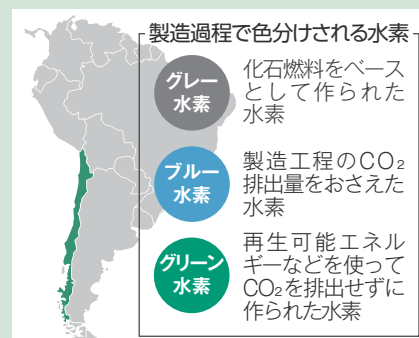 製造過程で色分けされる水素
グレー
水素
化石燃料をベース
として作られた
水素
ブルー
水素
製造工程のCO₂
排出量をおさえた
水素
グリーン
水素
再生可能エネル
ギーなどを使って
CO₂を排出せずに
作られた水素